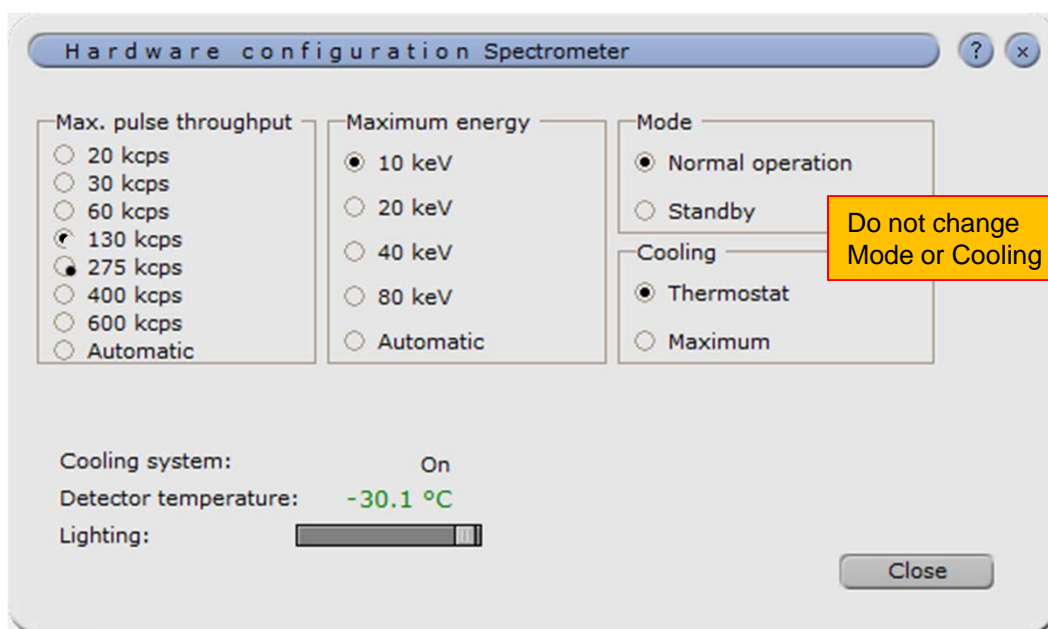 Hardware configuration Spectrometer
?
×
Max. pulse throughput
20 kcps
30 kcps
60 kcps
130 kcps
275 kcps
400 kcps
600 kcps
Automatic
Maximum energy
10 keV
20 keV
40 keV
80 keV
Automatic
Mode
Normal operation
Standby
Do not change
Mode or Cooling
Cooling
Thermostat
Maximum
Cooling system: On
Detector temperature: -30.1 °C
Lighting:
Close